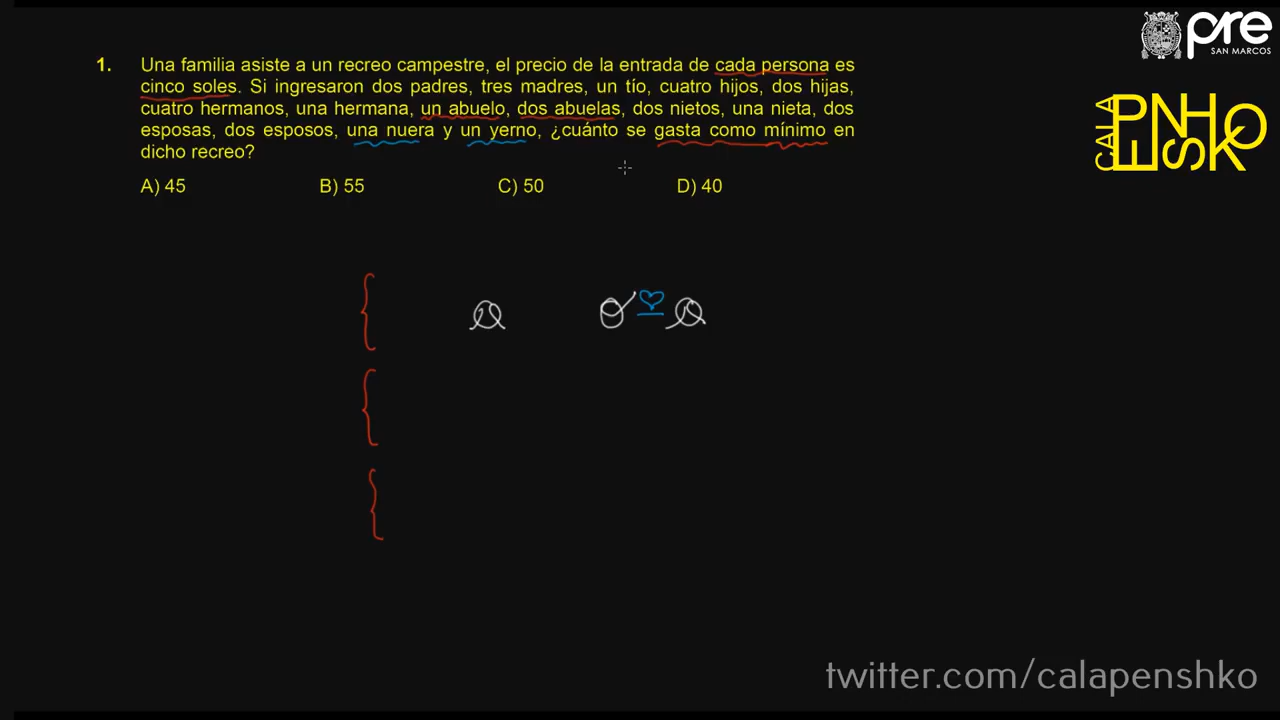 pre
SAN MARCOS
1. Una familia asiste a un recreo campestre, el precio de la entrada de cada persona es
cinco soles. Si ingresaron dos padres, tres madres, un tío, cuatro hijos, dos hijas,
cuatro hermanos, una hermana, un abuelo, dos abuelas, dos nietos, una nieta, dos
esposas, dos esposos, una nuera y un yerno, ¿cuánto se gasta como mínimo en
dicho recreo?
A) 45 B) 55 C) 50 D) 40
CALA
PENSHKO
twitter.com/calapenshko